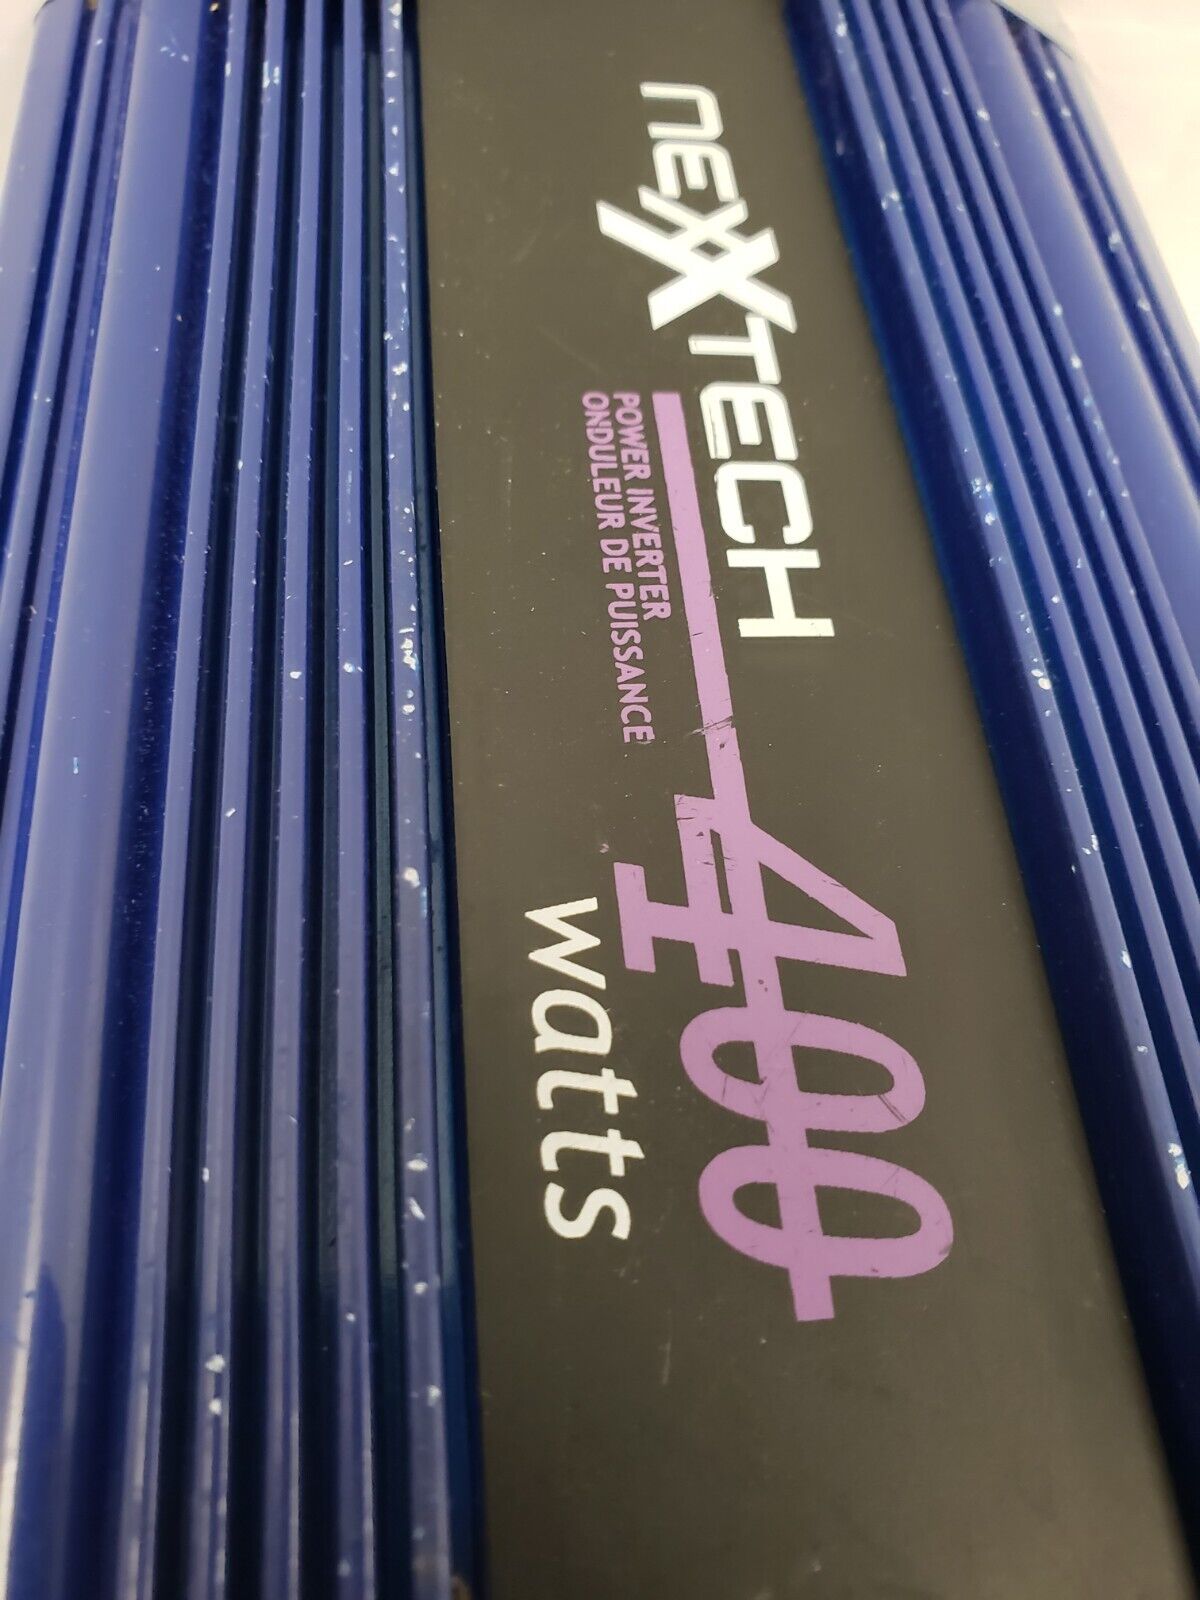 neXXTECH
POWER INVERTER
ONDULEUR DE PUISSANCE
400
watts